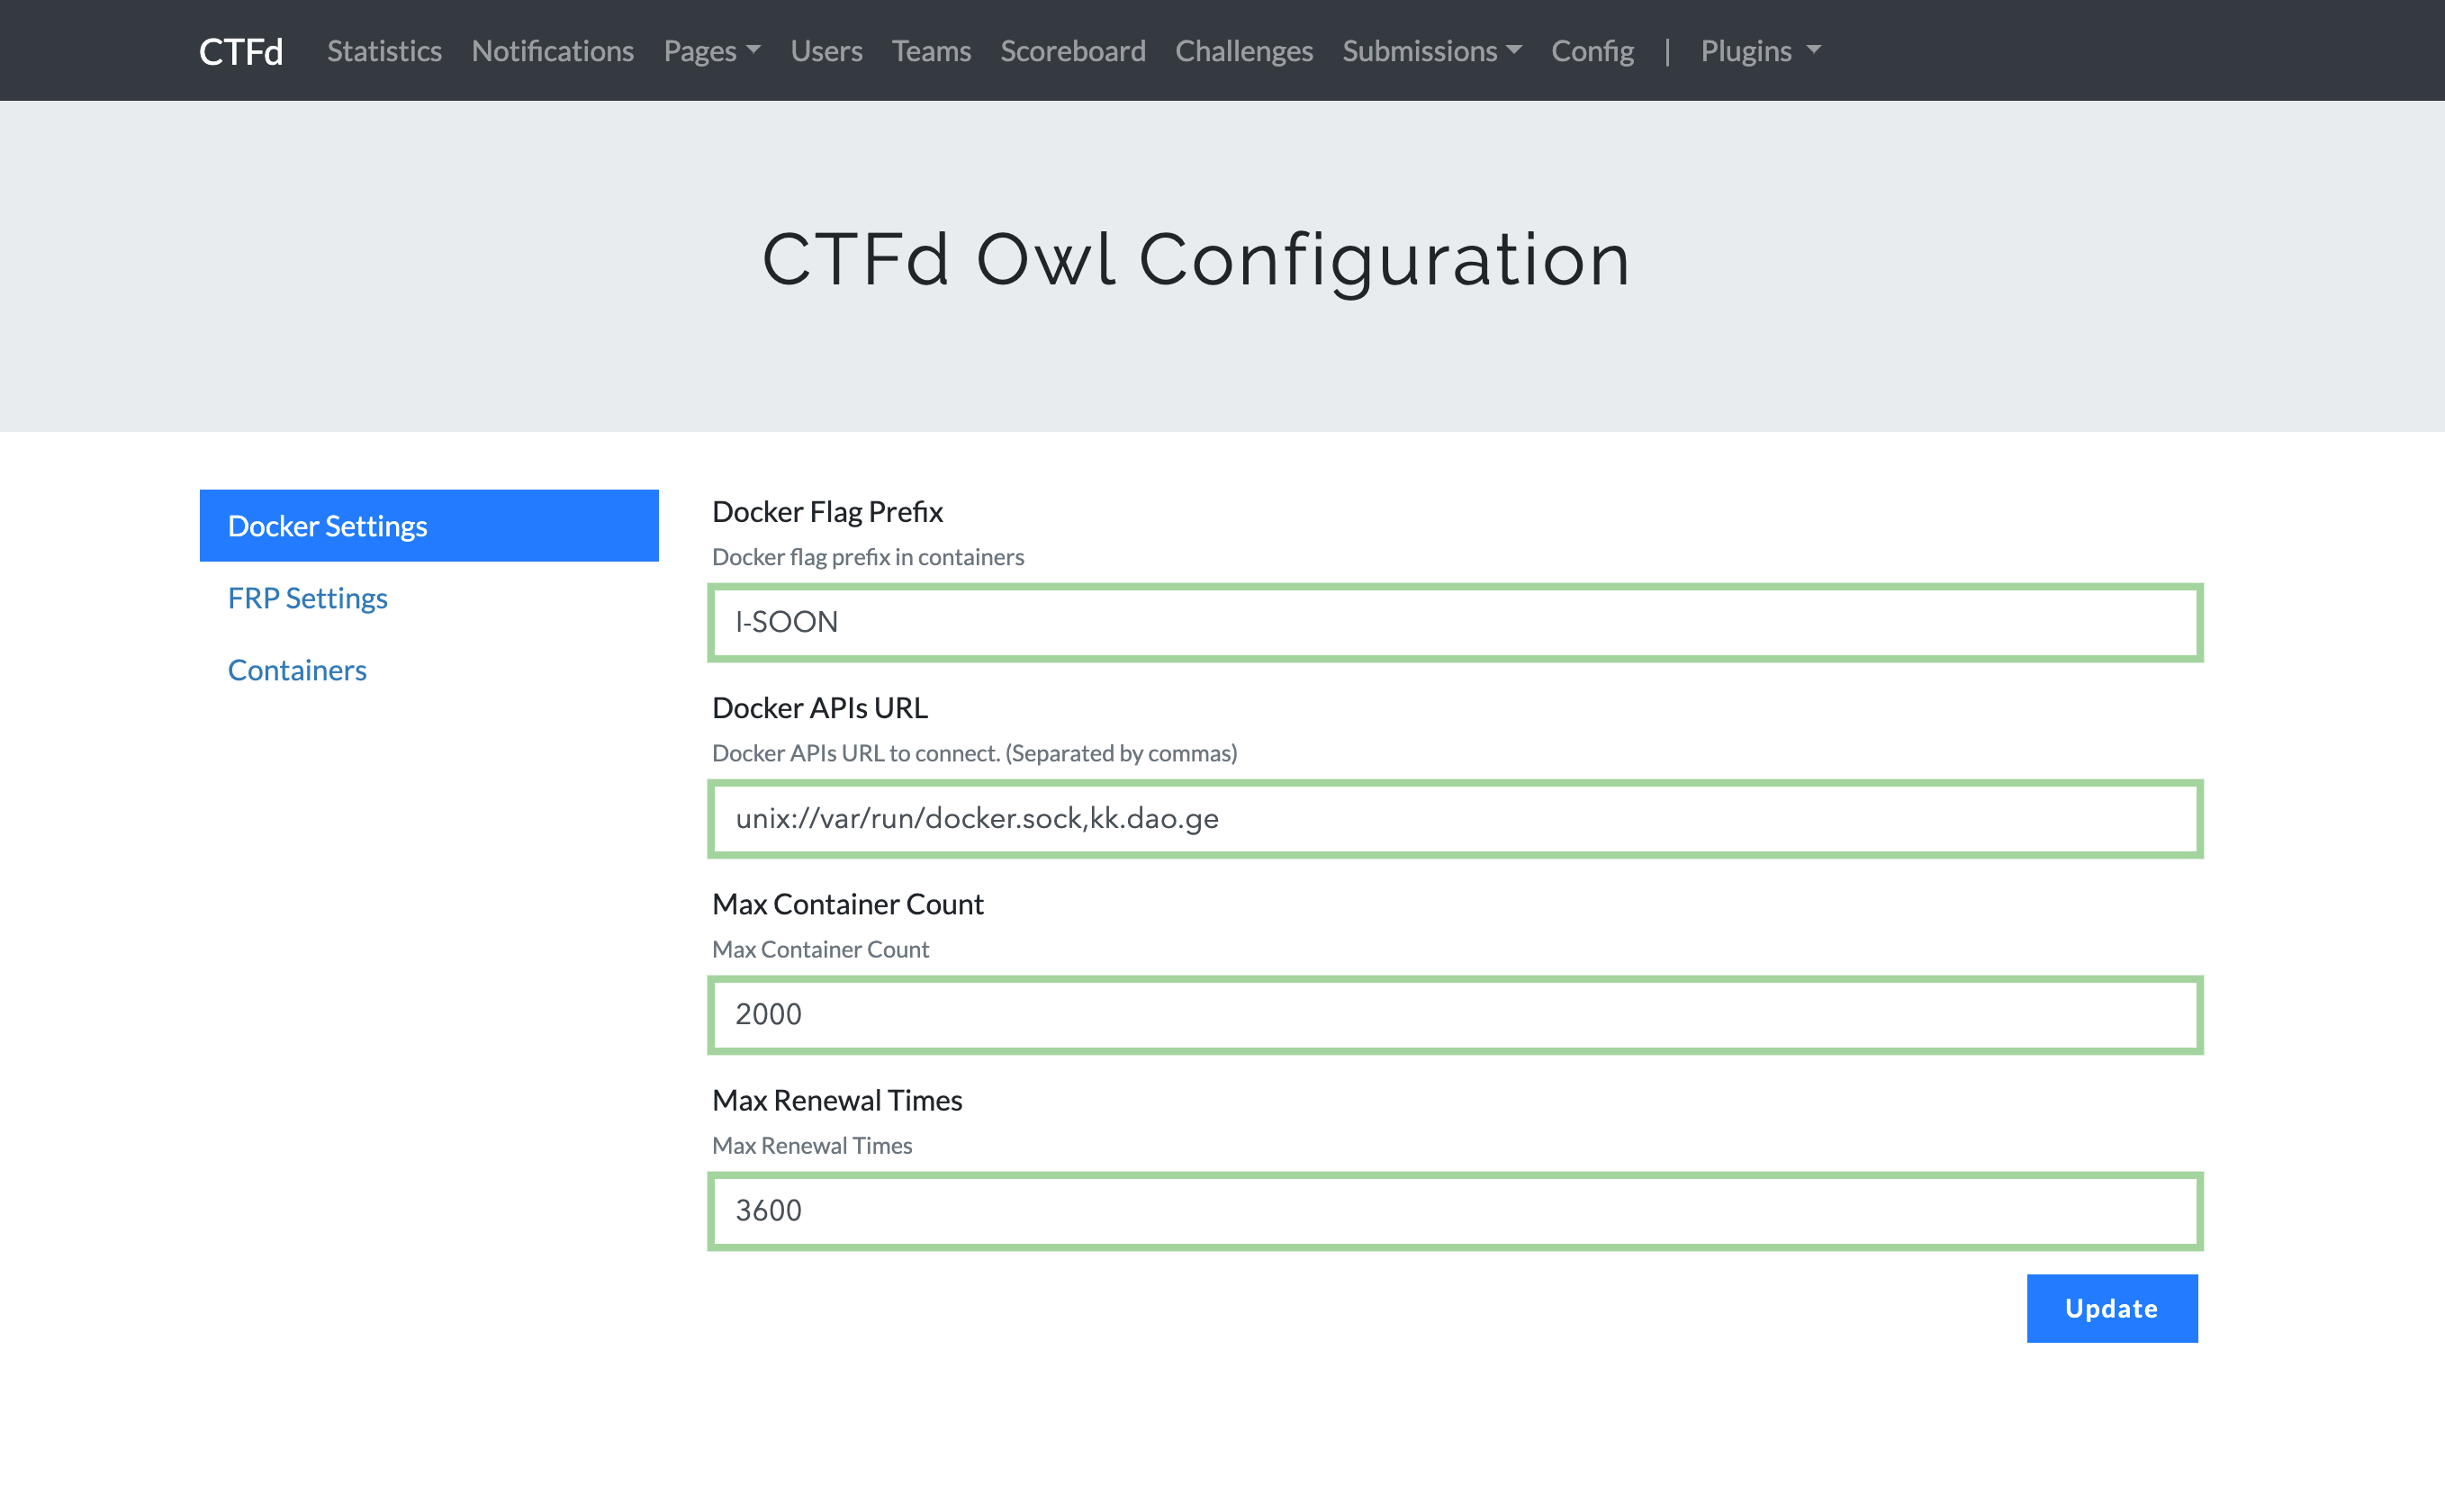 CTFd Statistics Notifications Pages Users Teams Scoreboard Challenges Submissions Config | Plugins
CTFd Owl Configuration
Docker Settings
FRP Settings
Containers
Docker Flag Prefix
Docker flag prefix in containers
I-SOON
Docker APIs URL
Docker APIs URL to connect. (Separated by commas)
unix://var/run/docker.sock,kk.dao.ge
Max Container Count
Max Container Count
2000
Max Renewal Times
Max Renewal Times
3600
Update